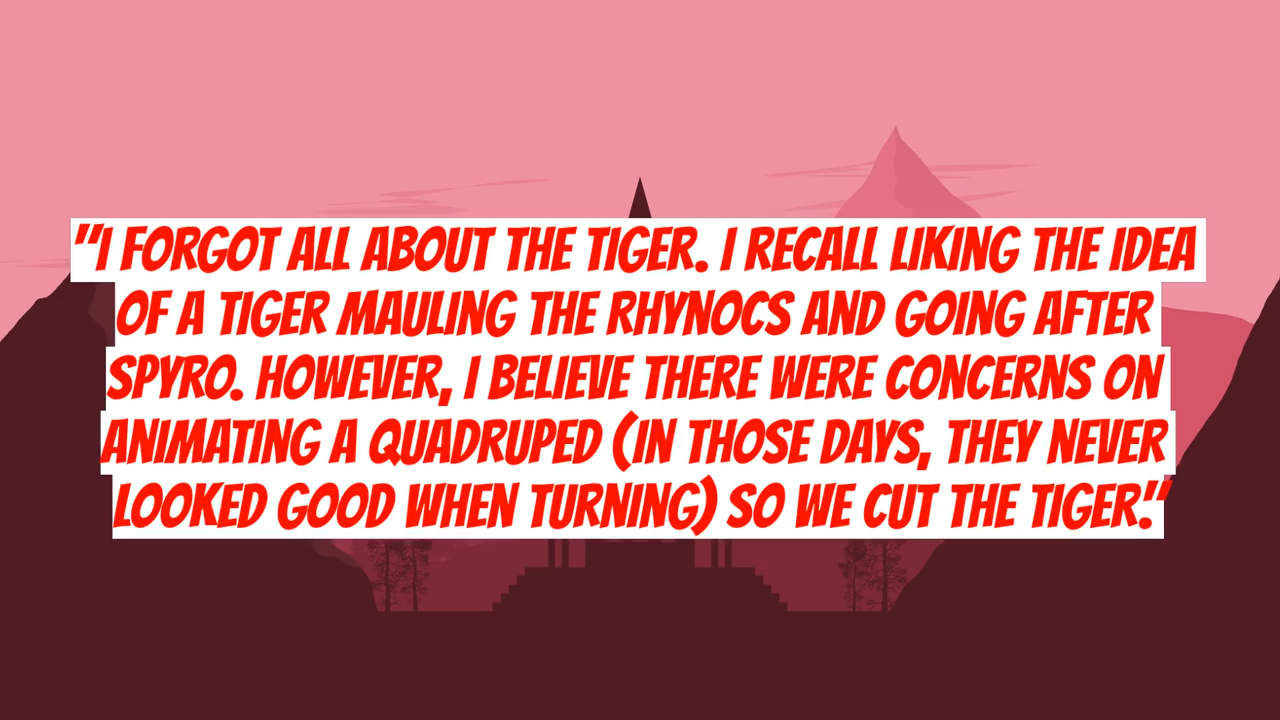 "I FORGOT ALL ABOUT THE TIGER. I RECALL LIKING THE IDEA
OF A TIGER MAULING THE RHYNOCS AND GOING AFTER
SPYRO. HOWEVER, I BELIEVE THERE WERE CONCERNS ON
ANIMATING A QUADRUPED (IN THOSE DAYS, THEY NEVER
LOOKED GOOD WHEN TURNING) SO WE CUT THE TIGER."